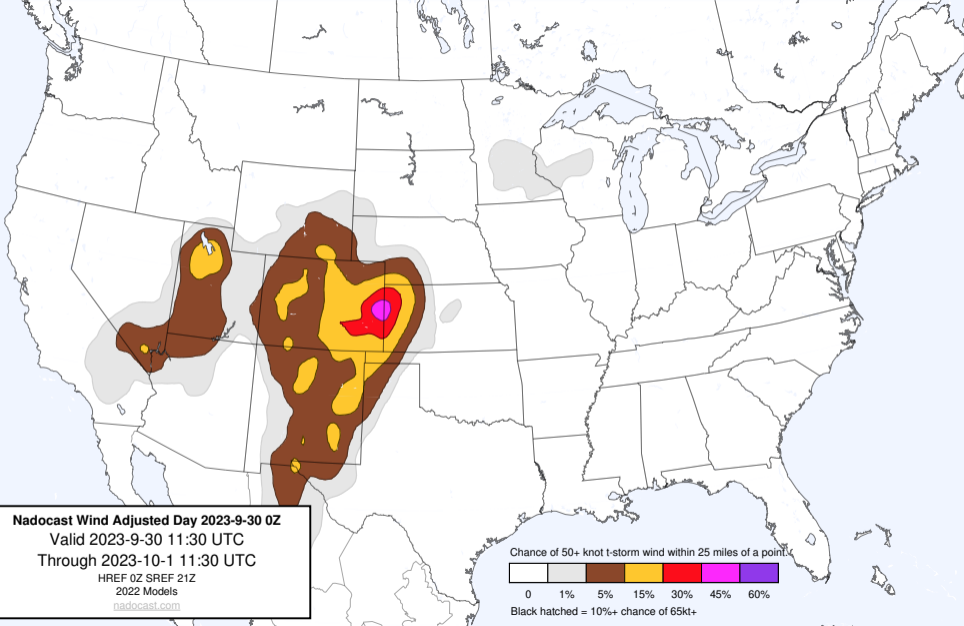 Nadocast Wind Adjusted Day 2023-9-30 0Z
Valid 2023-9-30 11:30 UTC
Through 2023-10-1 11:30 UTC
HREF 0Z SREF 21Z
2022 Models
nadocast.com
Chance of 50+ knot t-storm wind within 25 miles of a point.
0 1% 5% 15% 30% 45% 60%
Black hatched = 10%+ chance of 65kt+